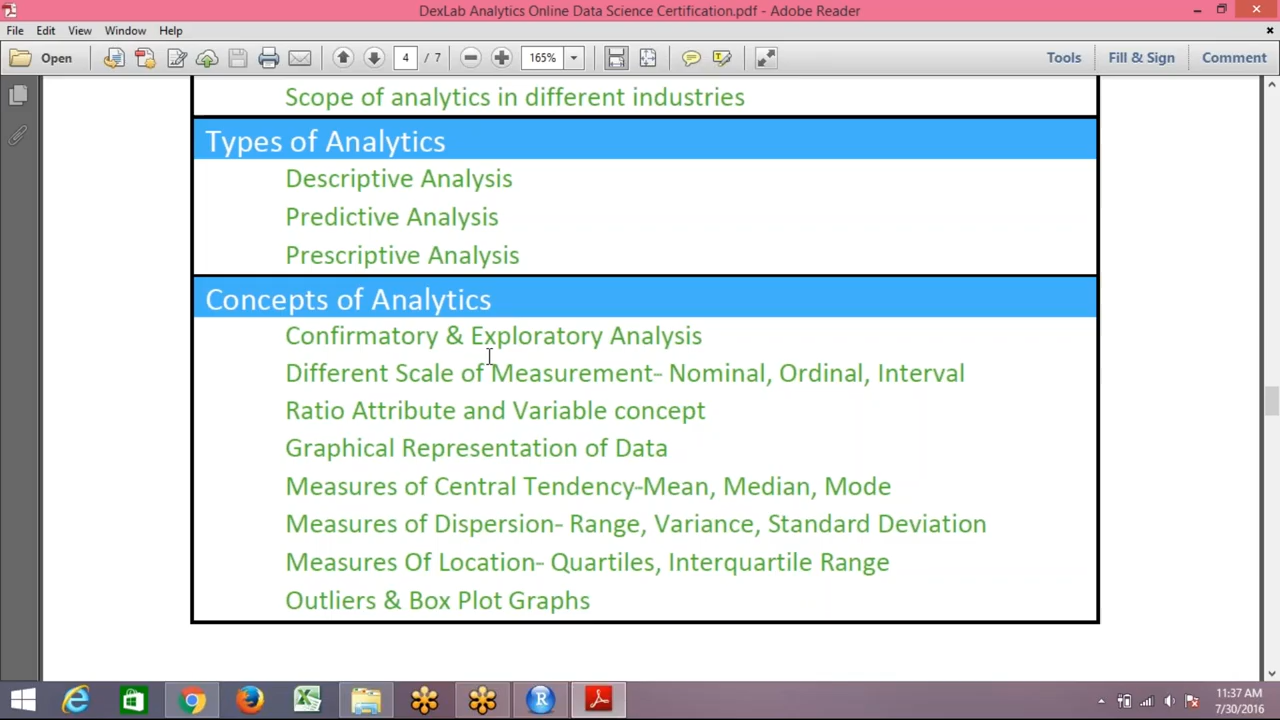 DexLab Analytics Online Data Science Certification.pdf - Adobe Reader
File Edit View Window Help
Open 4 / 7 165% Tools Fill & Sign Comment
Scope of analytics in different industries
Types of Analytics
Descriptive Analysis
Predictive Analysis
Prescriptive Analysis
Concepts of Analytics
Confirmatory & Exploratory Analysis
Different Scale of Measurement- Nominal, Ordinal, Interval
Ratio Attribute and Variable concept
Graphical Representation of Data
Measures of Central Tendency-Mean, Median, Mode
Measures of Dispersion- Range, Variance, Standard Deviation
Measures Of Location- Quartiles, Interquartile Range
Outliers & Box Plot Graphs
11:37 AM
7/30/2016